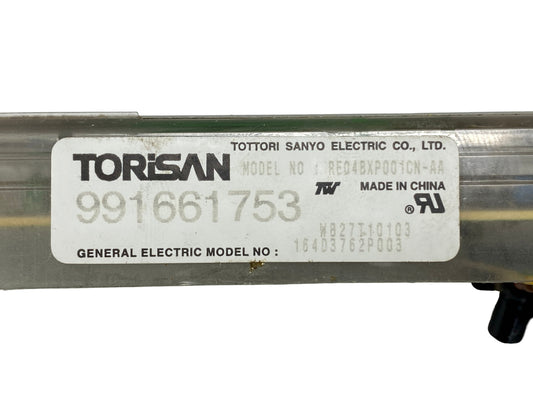 TOTTORI SANYO ELECTRIC CO., LTD.
TORiSAN MODEL NO : RE04BXP001CN-AA
991661753 MADE IN CHINA
WB27T10103
GENERAL ELECTRIC MODEL NO : 164D3762P003